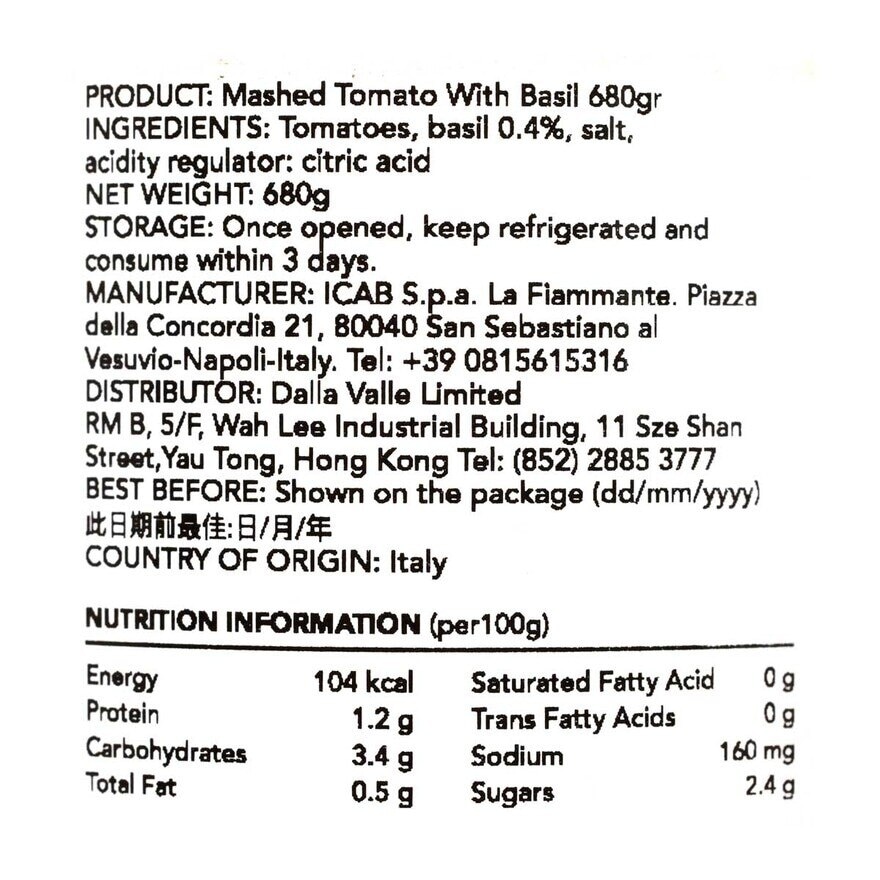 PRODUCT: Mashed Tomato With Basil 680gr
INGREDIENTS: Tomatoes, basil 0.4%, salt,
acidity regulator: citric acid
NET WEIGHT: 680g
STORAGE: Once opened, keep refrigerated and
consume within 3 days.
MANUFACTURER: ICAB S.p.a. La Fiammante. Piazza
della Concordia 21, 80040 San Sebastiano al
Vesuvio-Napoli-Italy. Tel: +39 0815615316
DISTRIBUTOR: Dalla Valle Limited
RM B, 5/F, Wah Lee Industrial Building, 11 Sze Shan
Street,Yau Tong, Hong Kong Tel: (852) 2885 3777
BEST BEFORE: Shown on the package (dd/mm/yyyy)
此日期前最佳:日/月/年
COUNTRY OF ORIGIN: Italy
NUTRITION INFORMATION (per100g)
Energy 104 kcal Saturated Fatty Acid 0 g
Protein 1.2 g Trans Fatty Acids 0 g
Carbohydrates 3.4 g Sodium 160 mg
Total Fat 0.5 g Sugars 2.4 g